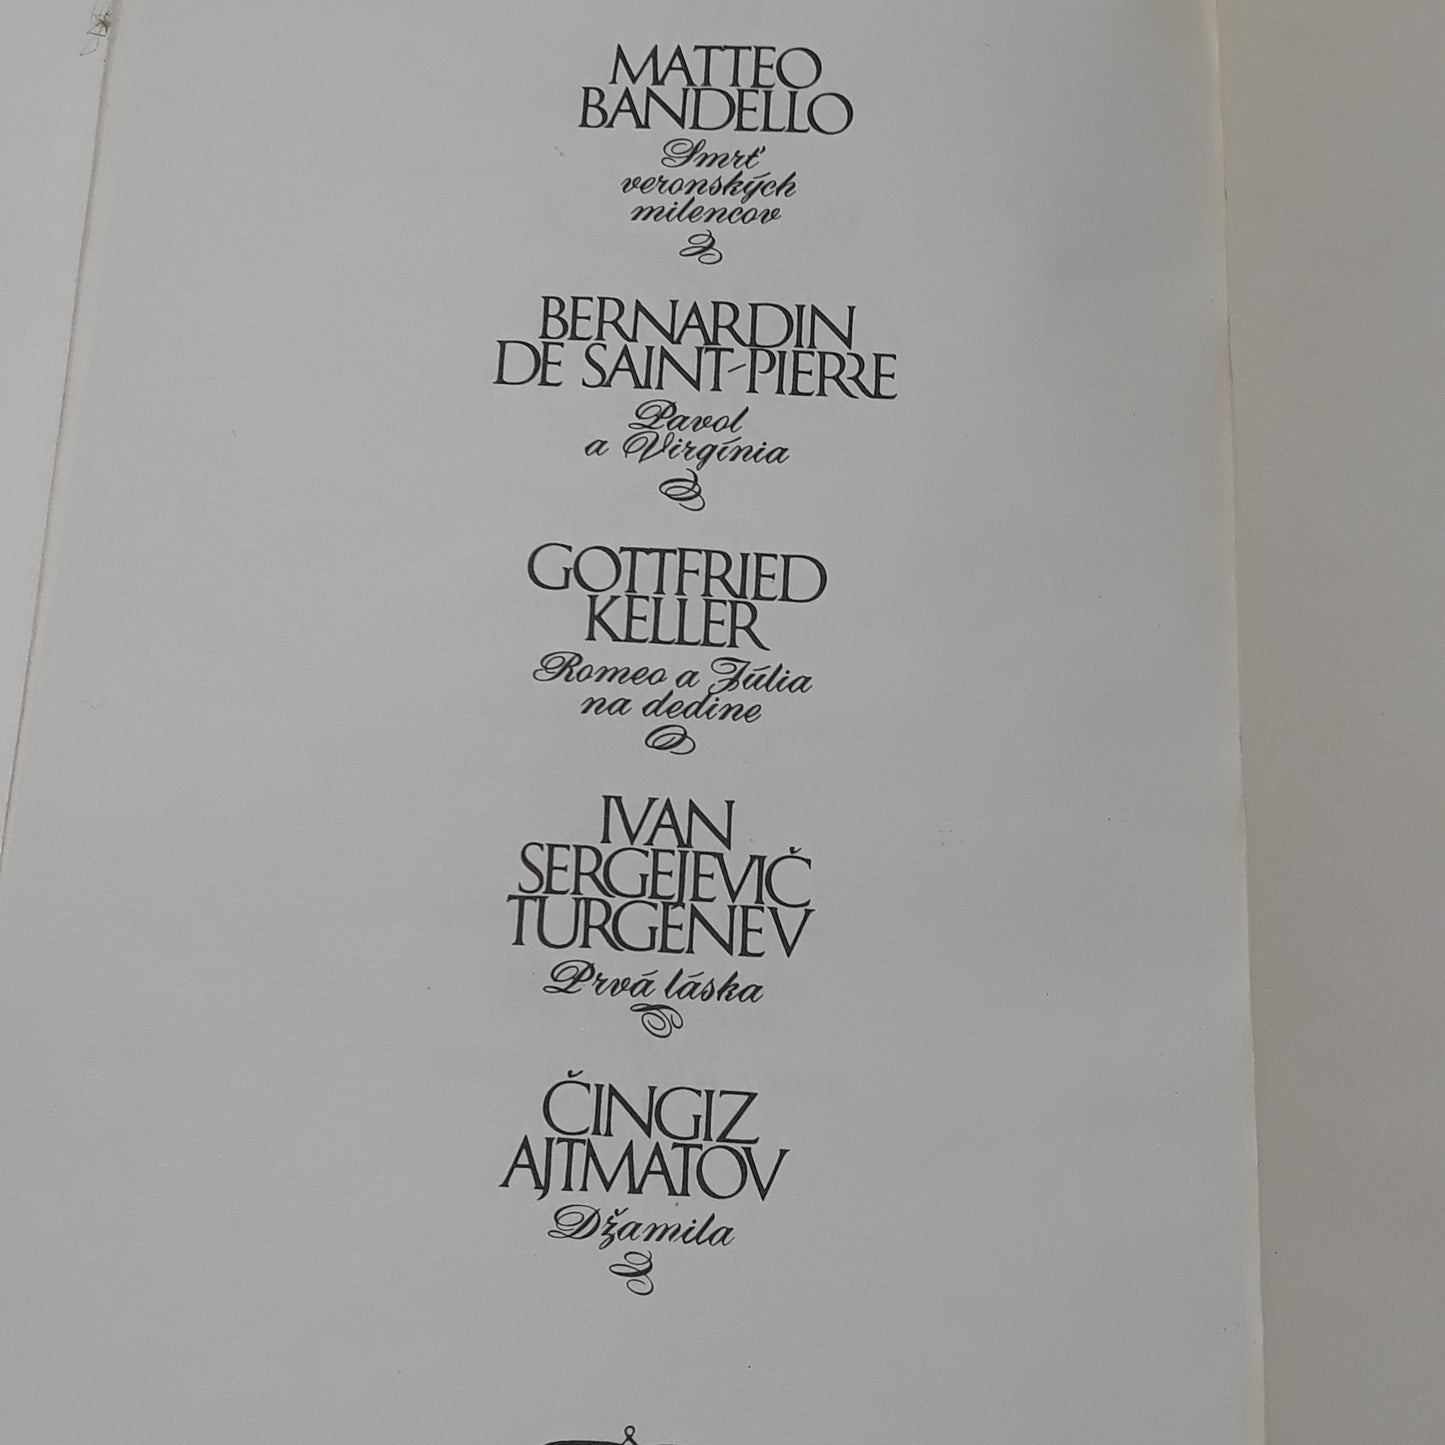 MATTEO
BANDELLO
Smrť
veronských
milencov
BERNARDIN
DE SAINT-PIERRE
Pavol
a Virgínia
GOTTFRIED
KELLER
Romeo a Júlia
na dedine
IVAN
SERGEJEVIČ
TURGENEV
Prvá láska
ČINGIZ
AJTMATOV
Džamila